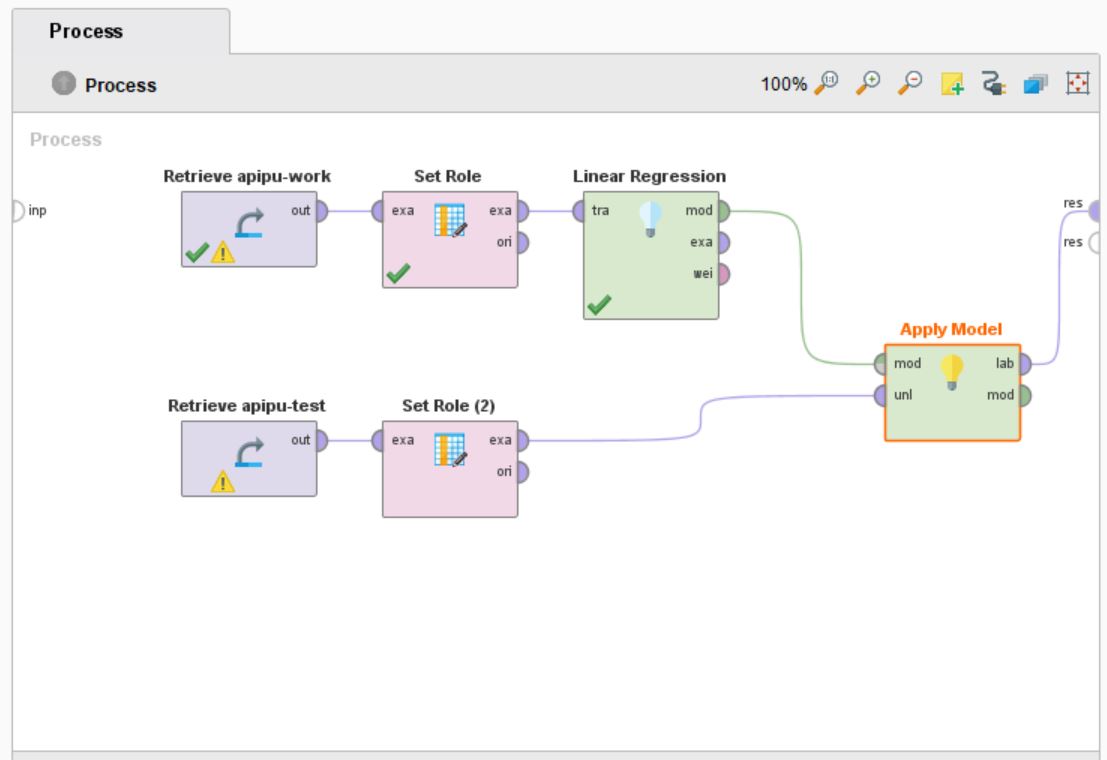 Process
Process
100%
Process
Retrieve apipu-work
Set Role
Linear Regression
inp
out
exa
exa
ori
tra
mod
exa
wei
res
res
Apply Model
mod
lab
unl
mod
Retrieve apipu-test
Set Role (2)
out
exa
exa
ori